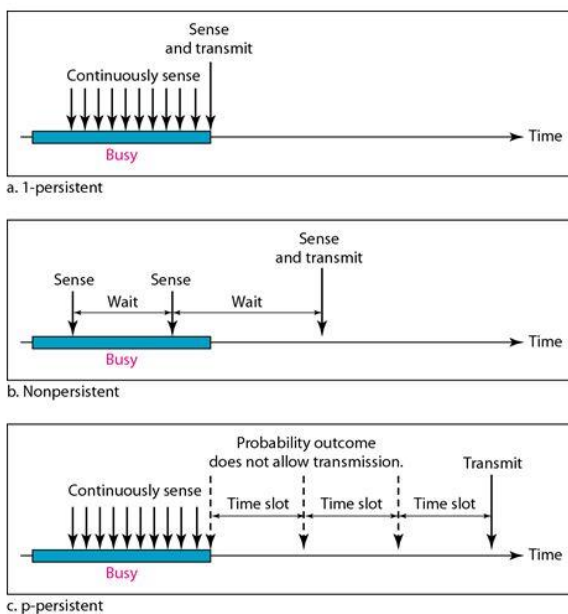 Sense
and transmit
Continuously sense
Time
Busy
a. 1-persistent
Sense
and transmit
Sense
Sense
Wait
Wait
Time
Busy
b. Nonpersistent
Probability outcome
does not allow transmission.
Transmit
Continuously sense
Time slot
Time slot
Time slot
Time
Busy
c. p-persistent